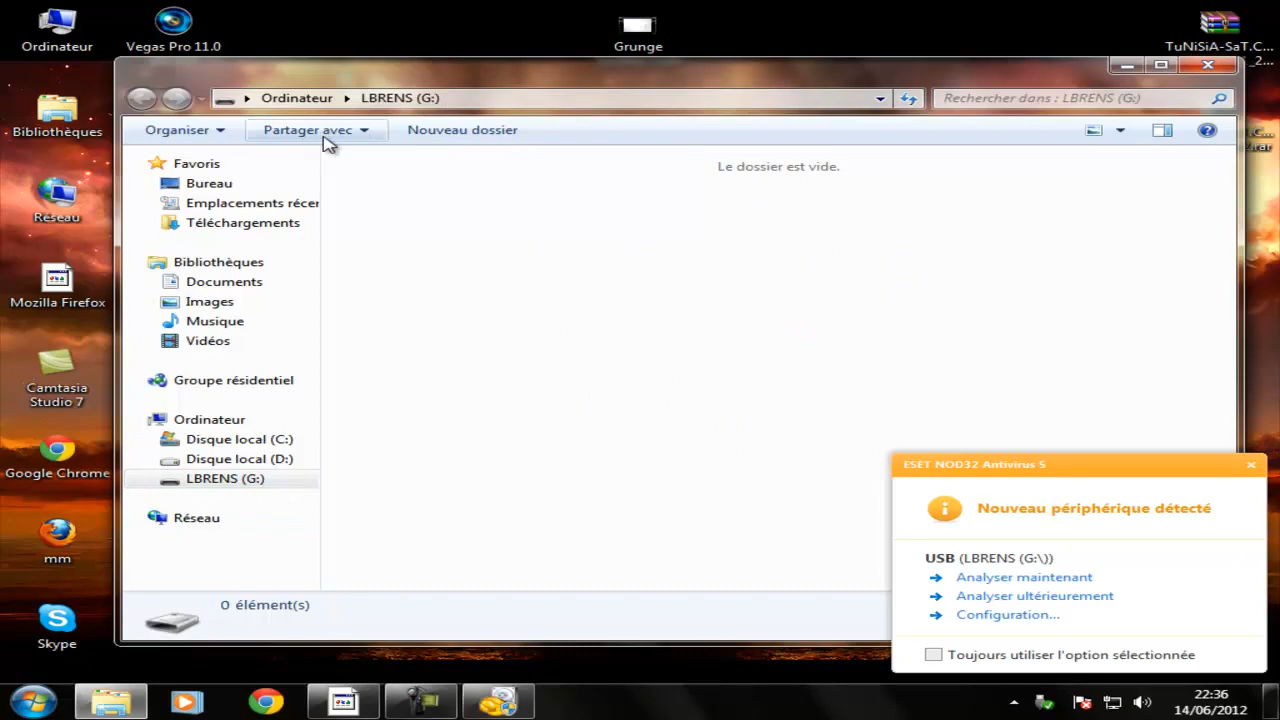 Ordinateur
Vegas Pro 11.0
Grunge
TuNiSiA-SaT.C...
_2...
Bibliothèques
Réseau
Mozilla Firefox
Camtasia
Studio 7
Google Chrome
mm
Skype
Ordinateur
LBRENS (G:)
Rechercher dans : LBRENS (G:)
Organiser
Partager avec
Nouveau dossier
Le dossier est vide.
Favoris
Bureau
Emplacements récer
Téléchargements
Bibliothèques
Documents
Images
Musique
Vidéos
Groupe résidentiel
Ordinateur
Disque local (C:)
Disque local (D:)
LBRENS (G:)
Réseau
0 élément(s)
ESET NOD32 Antivirus 5
Nouveau périphérique détecté
USB (LBRENS (G:\))
Analyser maintenant
Analyser ultérieurement
Configuration...
Toujours utiliser l'option sélectionnée
22:36
14/06/2012